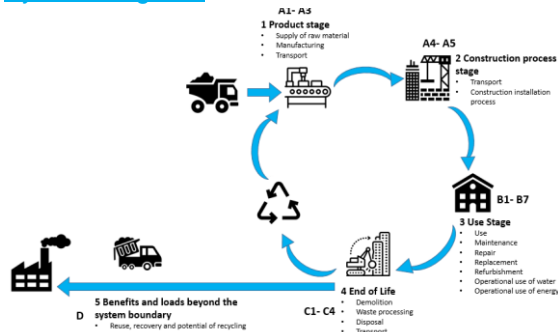 A1- A3
1 Product stage
• Supply of raw material
• Manufacturing
• Transport
A4- A5
2 Construction process
stage
• Transport
• Construction installation
process
B1- B7
3 Use Stage
• Use
• Maintenance
• Repair
• Replacement
• Refurbishment
• Operational use of water
• Operational use of energy
4 End of Life
C1- C4
• Demolition
• Waste processing
• Disposal
• Transport
5 Benefits and loads beyond the
D system boundary
• Reuse, recovery and potential of recycling